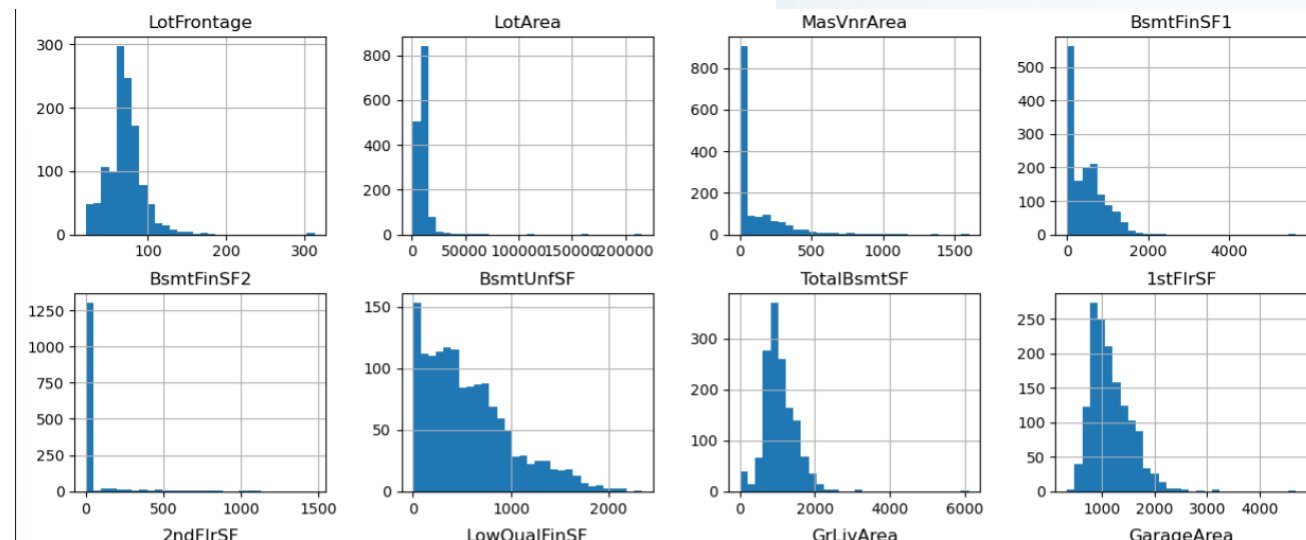 LotFrontage LotArea MasVnrArea BsmtFinSF1
300 200 100 0
100 200 300
800 600 400 200 0
0 50000 100000 150000 200000
800 600 400 200 0
0 500 1000 1500
500 400 300 200 100 0
0 2000 4000
BsmtFinSF2 BsmtUnfSF TotalBsmtSF 1stFlrSF
1250 1000 750 500 250 0
0 500 1000 1500
150 100 50 0
0 1000 2000
300 200 100 0
0 2000 4000 6000
250 200 150 100 50 0
1000 2000 3000 4000
2ndFlrSF LowQualFinSF GrLivArea GarageArea